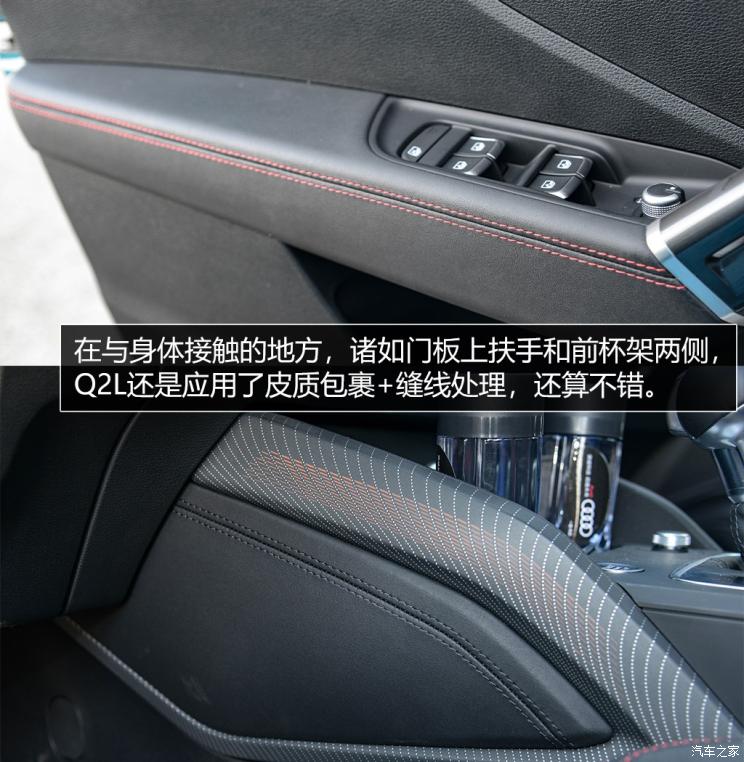 在与身体接触的地方，诸如门板上扶手和前杯架两侧，
Q2L还是应用了皮质包裹+缝线处理，还算不错。
汽车之家